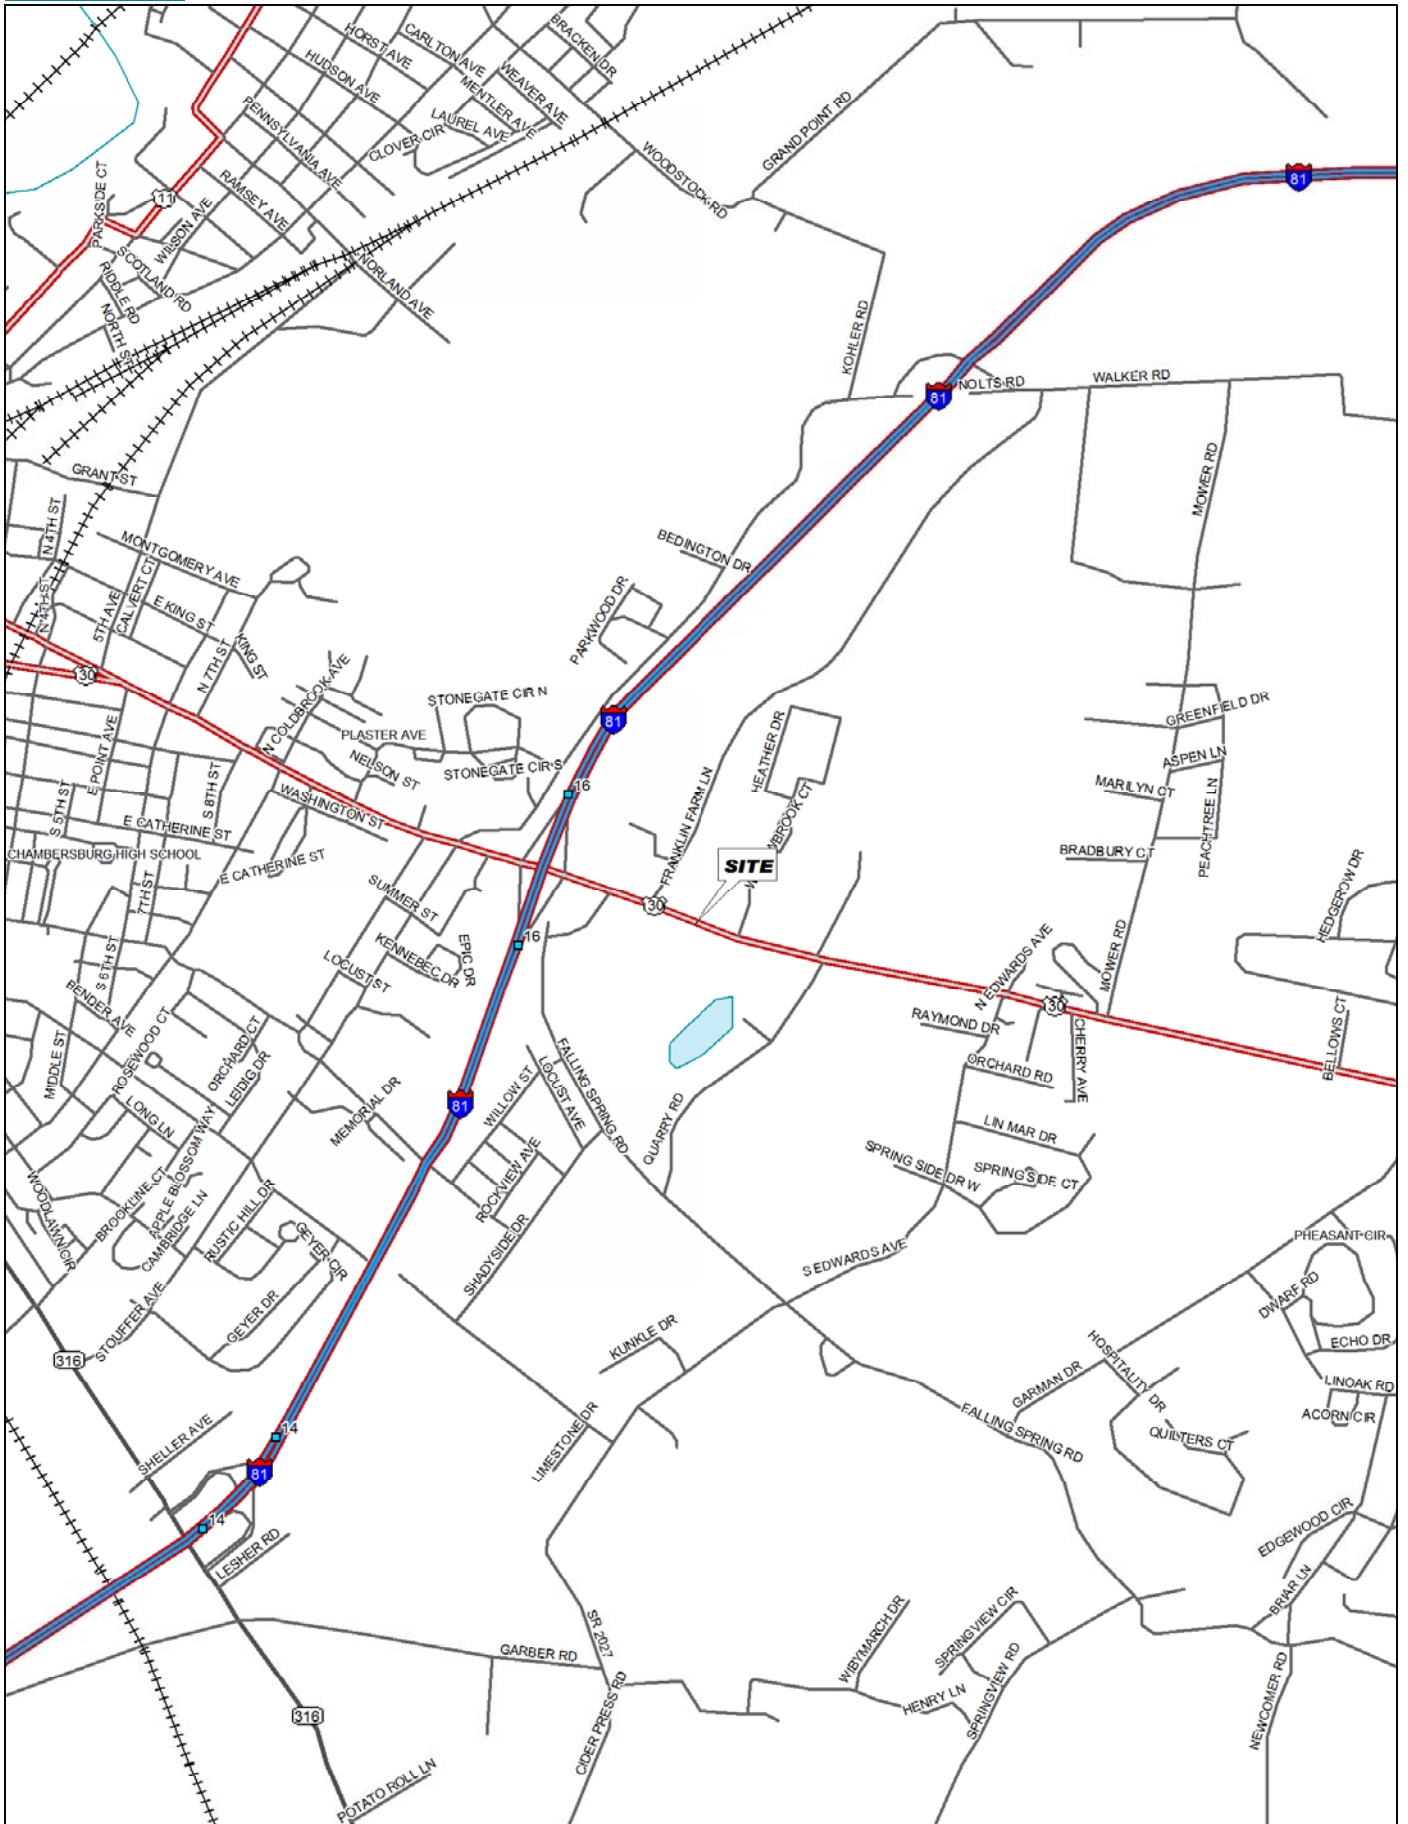 BRACKEN DR
HORST AVE
CARLTON AVE
HUDSON AVE
WEAVER AVE
MENTLER AVE
PENNSYLVANIA AVE
LAUREL AVE
CLOVER CIR
GRAND POINT RD
WOODSTOCK RD
PARKSIDE CT
11
RAMSEY AVE
WILSON AVE
81
SCOTLAND RD
RIDDLE RD
NORLAND AVE
NORTH ST
KOHLER RD
NOLTS RD
WALKER RD
81
GRANT ST
MOWER RD
N 4TH ST
MONTGOMERY AVE
BEDINGTON DR
CALVERT CT
N 4TH ST
5TH AVE
E KING ST
PARKWOOD DR
KING ST
N 7TH ST
30
N COLDBROOK AVE
STONEGATE CIR N
81
GREENFIELD DR
E POINT AVE
PLASTER AVE
HEATHER DR
NELSON ST
STONEGATE CIR S
ASPEN LN
16
MARILYN CT
S 8TH ST
FRANKLIN FARM LN
PEACHTREE LN
S 5TH ST
WASHINGTON ST
BROOK CT
E CATHERINE ST
CHAMBERSBURG HIGH SCHOOL
E CATHERINE ST
BRADBURY CT
SITE
7TH ST
SUMMER ST
30
HEDGEROW DR
16
S 6TH ST
KENNEBEC DR
EPIC DR
LOCUST ST
N EDWARDS AVE
MOWER RD
BENDER AVE
30
RAYMOND DR
BELLOWS CT
ROSEWOOD CT
ORCHARD CT
MIDDLE ST
LEIDIG DR
ORCHARD RD
CHERRY AVE
FALLING SPRING RD
LOCUST AVE
WILLOW ST
81
MEMORIAL DR
LONG LN
QUARRY RD
LIN MAR DR
APPLE BLOSSOM WAY
ROCKVIEW AVE
SPRING SIDE DR W
SPRING SIDE CT
WOODLAWN CIR
BROOKLINE CT
CAMBRIDGE LN
RUSTIC HILL DR
GEYER CIR
SHADYSIDE DR
S EDWARDS AVE
PHEASANT CIR
DWARF RD
STOUFFER AVE
GEYER DR
KUNKLE DR
ECHO DR
316
HOSPITALITY DR
GARMAN DR
LINOAK RD
ACORN CIR
SHELLER AVE
14
LIMESTONE DR
FALLING SPRING RD
QUILTERS CT
81
14
EDGEWOOD CIR
LESHER RD
BRIAR LN
SR 2027
WIBYMARCH DR
SPRINGVIEW CIR
GARBER RD
SPRINGVIEW RD
HENRY LN
NEWCOMER RD
316
CIDER PRESS RD
POTATO ROLL LN